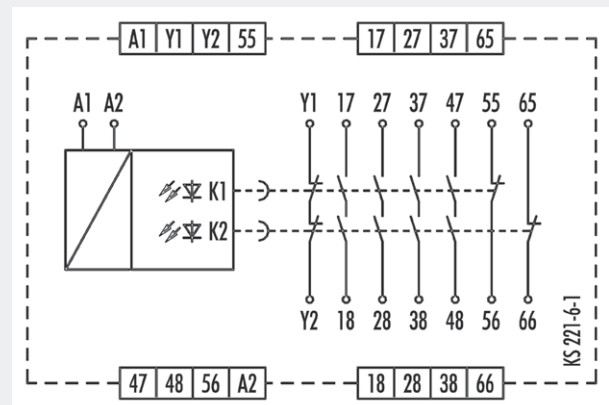 A1 Y1 Y2 55 17 27 37 65
A1 A2 Y1 17 27 37 47 55 65
K1
K2
Y2 18 28 38 48 56 66
KS 221-6-1
47 48 56 A2 18 28 38 66